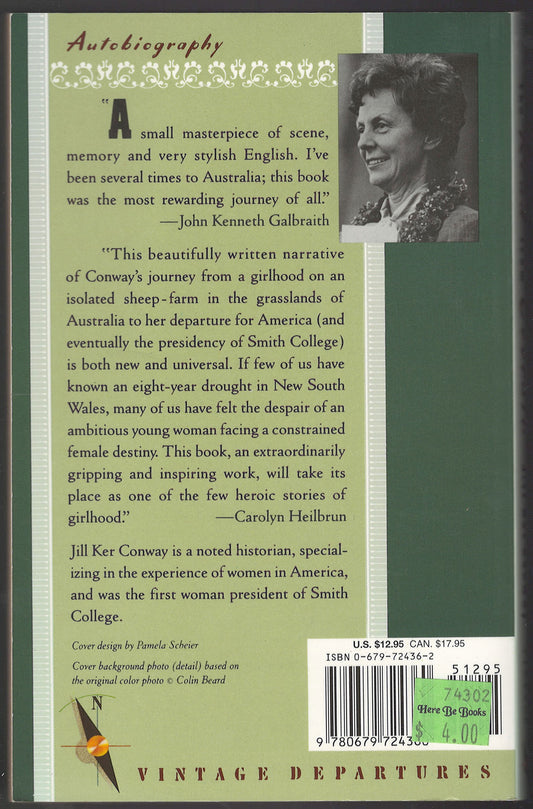 Autobiography
“A small masterpiece of scene,
memory and very stylish English. I’ve
been several times to Australia; this book
was the most rewarding journey of all.”
—John Kenneth Galbraith
“This beautifully written narrative
of Conway’s journey from a girlhood on an
isolated sheep-farm in the grasslands of
Australia to her departure for America (and
eventually the presidency of Smith College)
is both new and universal. If few of us have
known an eight-year drought in New South
Wales, many of us have felt the despair of an
ambitious young woman facing a constrained
female destiny. This book, an extraordinarily
gripping and inspiring work, will take its
place as one of the few heroic stories of
girlhood.” —Carolyn Heilbrun
Jill Ker Conway is a noted historian, special-
izing in the experience of women in America,
and was the first woman president of Smith
College.
Cover design by Pamela Scheier
Cover background photo (detail) based on
the original color photo © Colin Beard
U.S. $12.95 CAN. $17.95
ISBN 0-679-72436-2
51295
74302
Here Be Books
$ 4.00
9 780679 724360
N
VINTAGE DEPARTURES